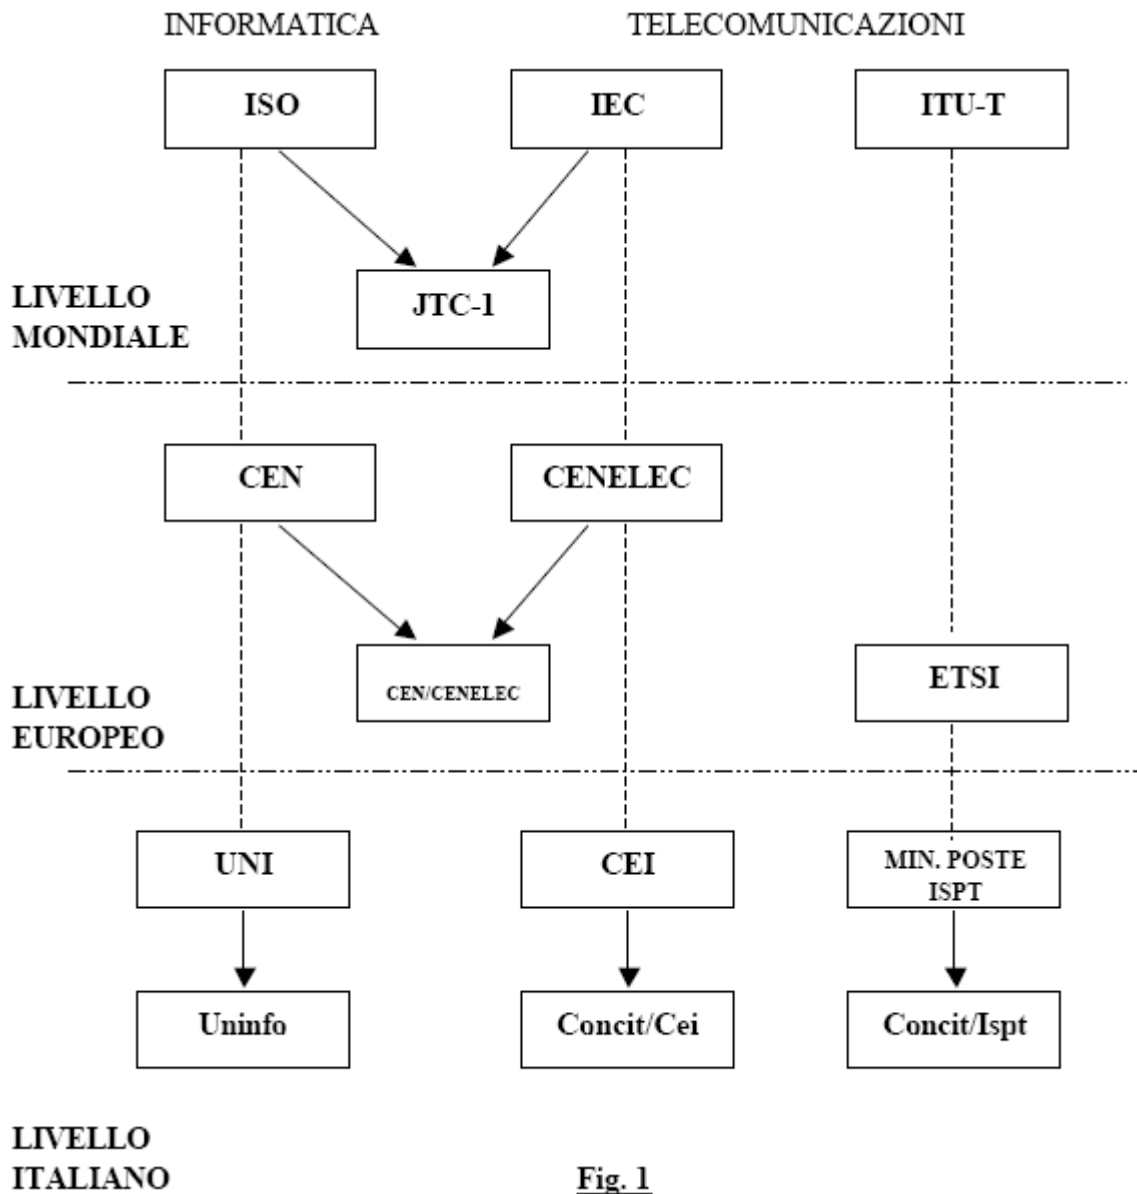 INFORMATICA TELECOMUNICAZIONI
ISO IEC ITU-T
JTC-1
LIVELLO
MONDIALE
CEN CENELEC
CEN/CENELEC ETSI
LIVELLO
EUROPEO
UNI CEI MIN. POSTE
ISPT
Uninfo Concit/Cei Concit/Ispt
LIVELLO
ITALIANO
Fig. 1